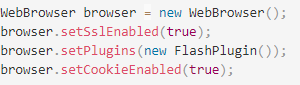 WebBrowser browser = new WebBrowser();
browser.setSslEnabled(true);
browser.setPlugins(new FlashPlugin());
browser.setCookieEnabled(true);